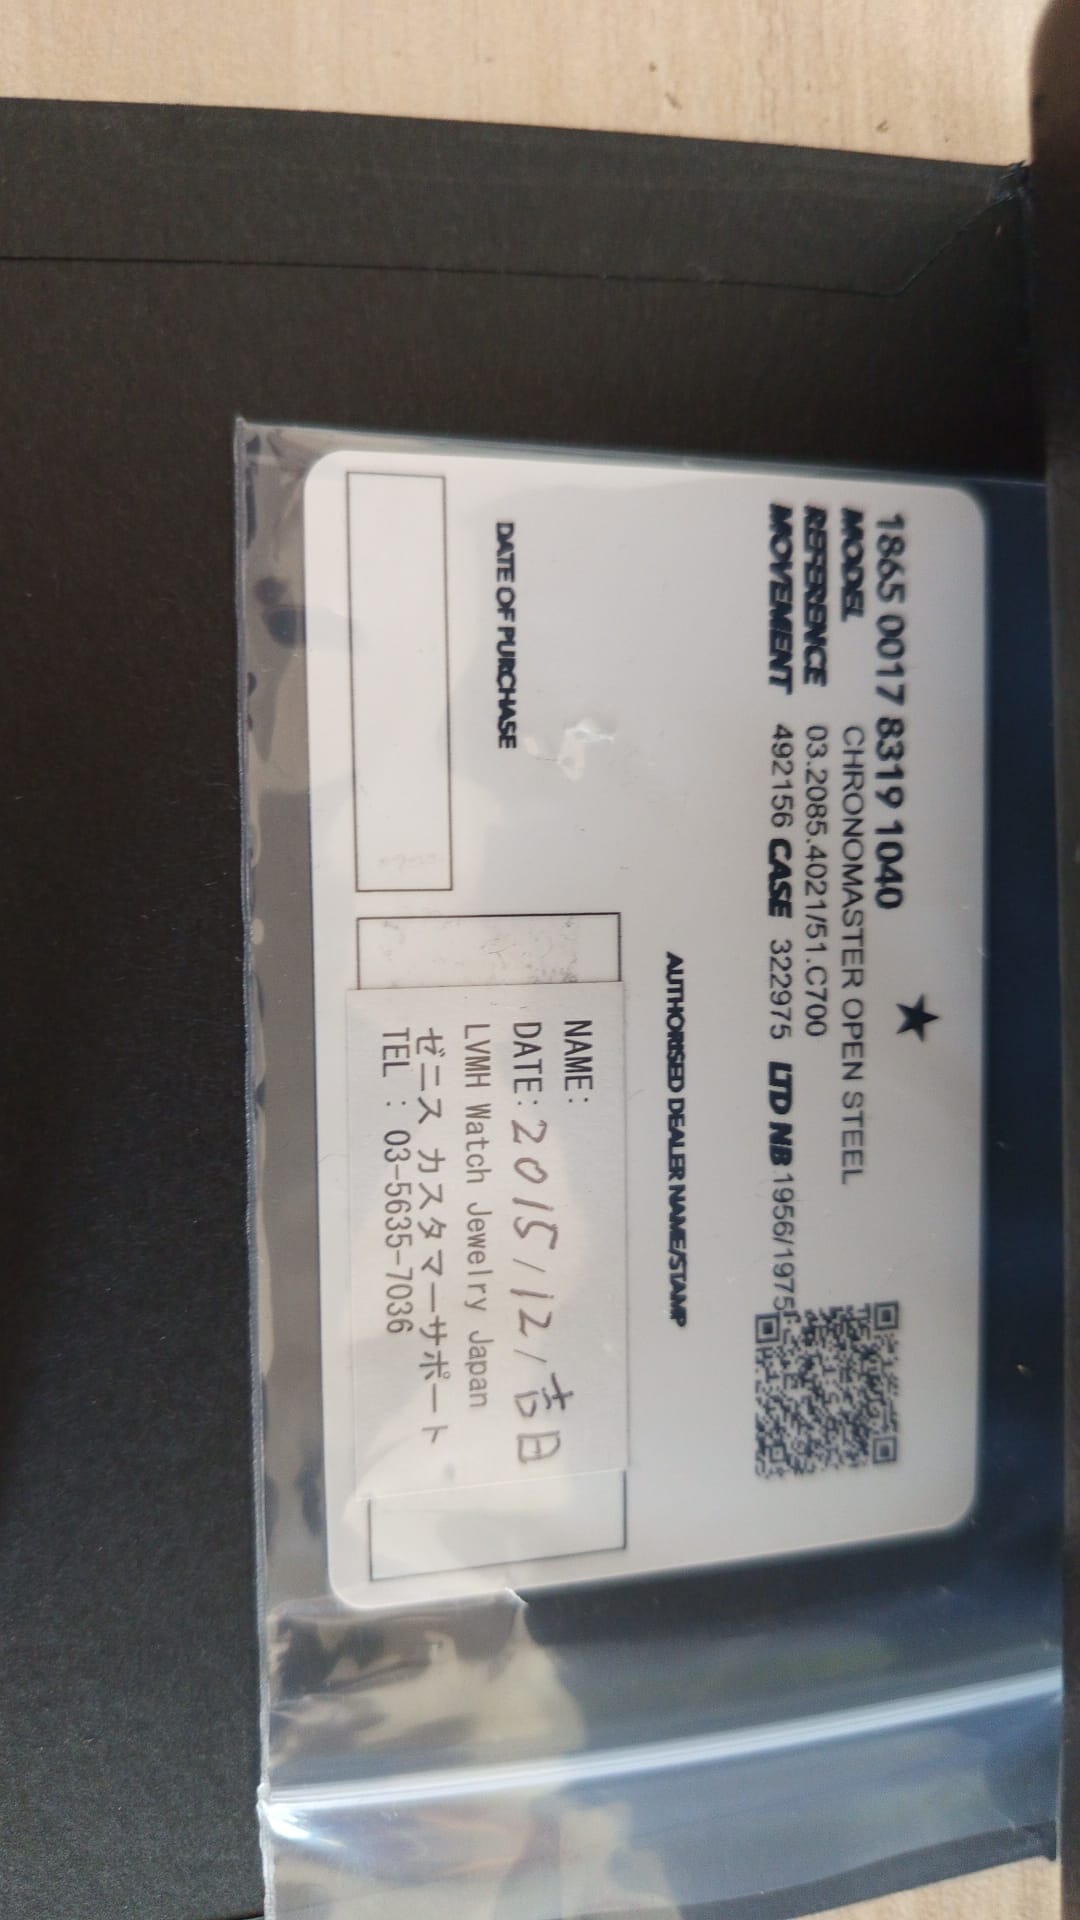 1865 0017 8319 1040
MODEL CHRONOMASTER OPEN STEEL
REFERENCE 03.2085.4021/51.C700
MOVEMENT 492156 CASE 322975 LTD NB 1956/1975
AUTHORISED DEALER NAME/STAMP
DATE OF PURCHASE
NAME:
DATE: 2015/12/吉日
LVMH Watch Jewelry Japan
ゼニス カスタマーサポート
TEL : 03-5635-7036